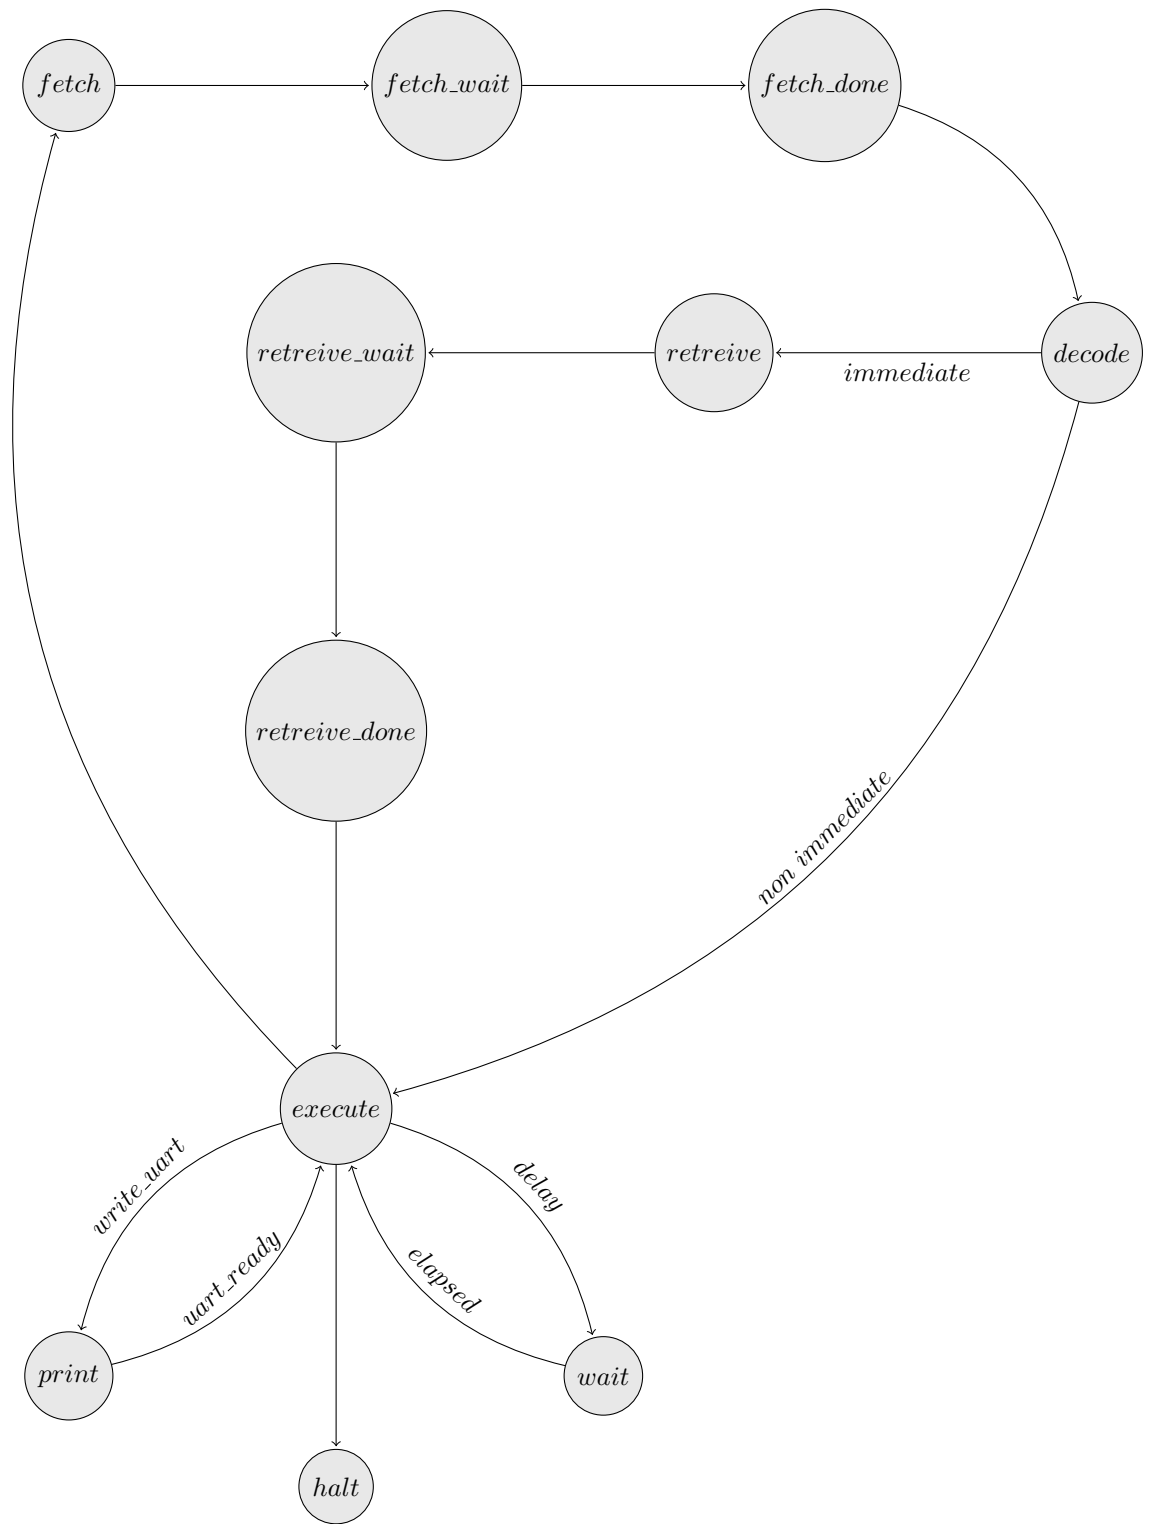 fetch
fetch_wait
fetch_done
retreive_wait
retreive
decode
immediate
retreive_done
non immediate
execute
write_uart
delay
uart_ready
elapsed
print
wait
halt